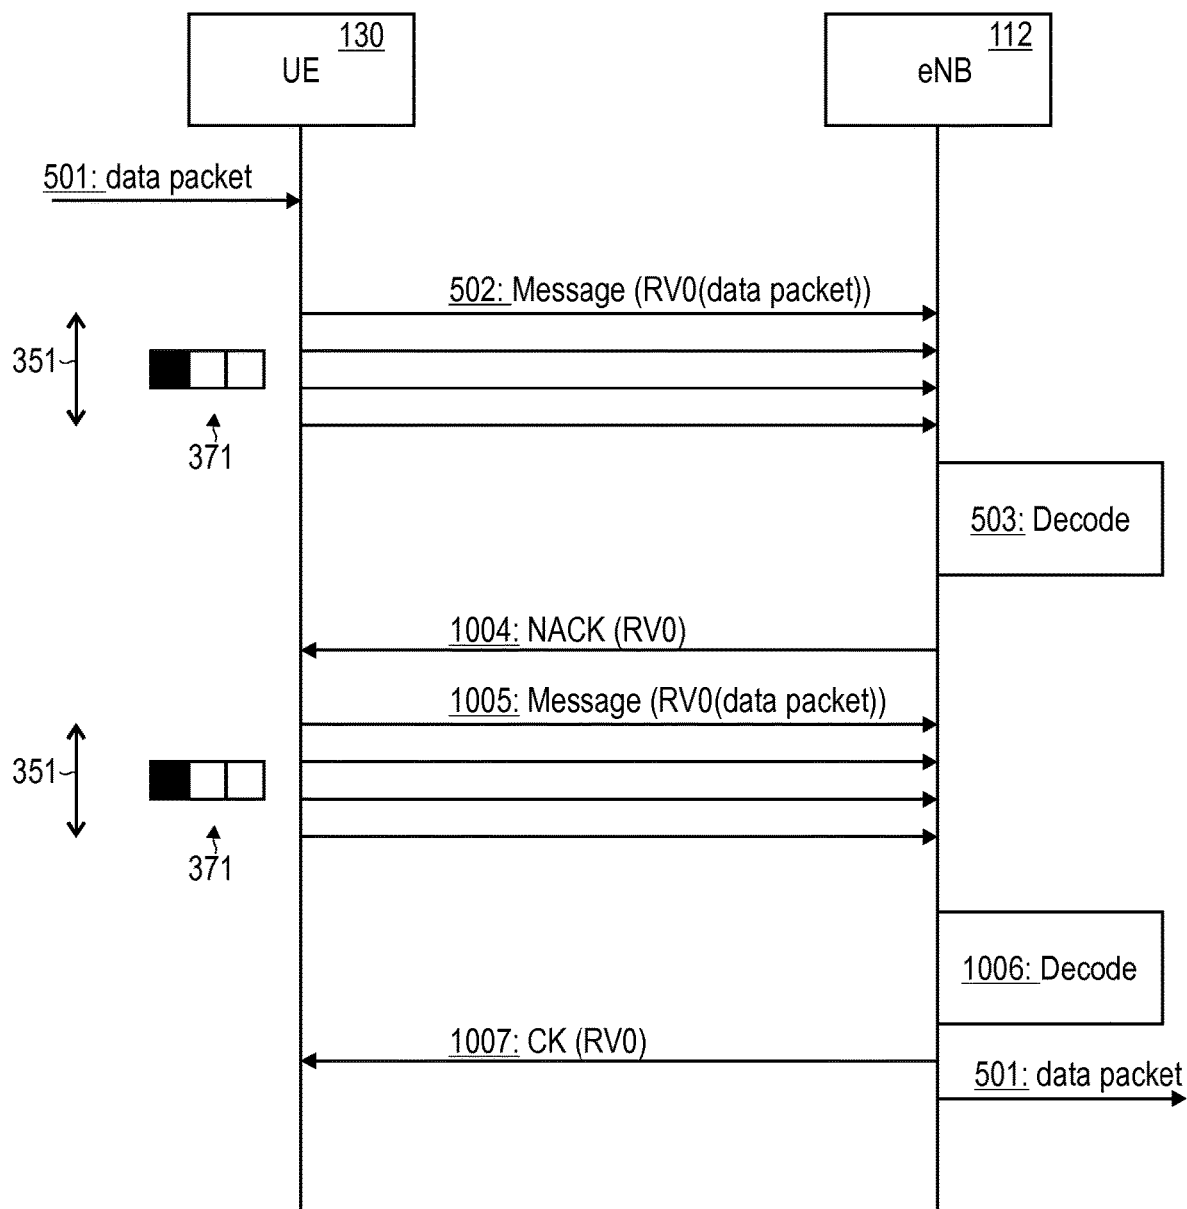 130
UE
112
eNB
501: data packet
502: Message (RV0(data packet))
351
371
503: Decode
1004: NACK (RV0)
1005: Message (RV0(data packet))
351
371
1006: Decode
1007: CK (RV0)
501: data packet